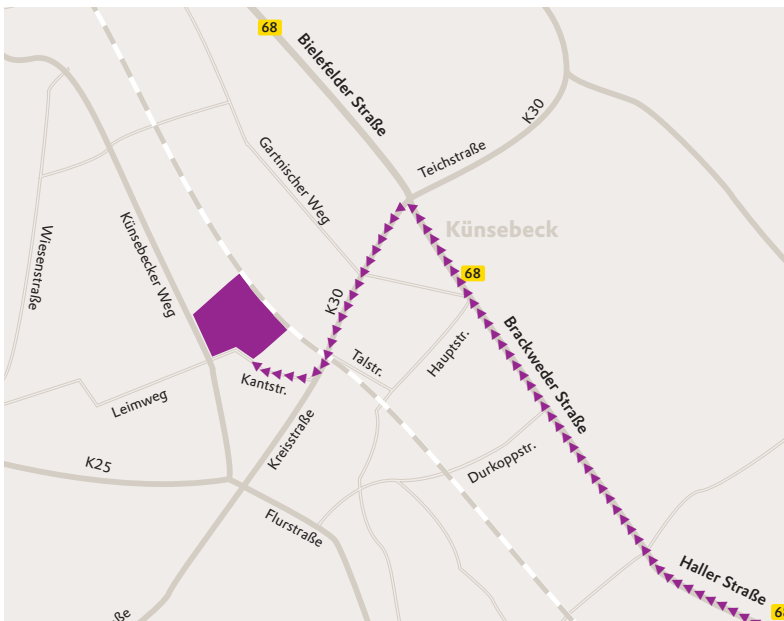 68
Bielefelder Straße
K30
Teichstraße
Gartnischer Weg
Künsebeck
Wiesenstraße
Künsebecker Weg
68
K30
Brackweder Straße
Talstr.
Hauptstr.
Kantstr.
Leimweg
Kreisstraße
K25
Durkoppstr.
Flurstraße
Haller Straße